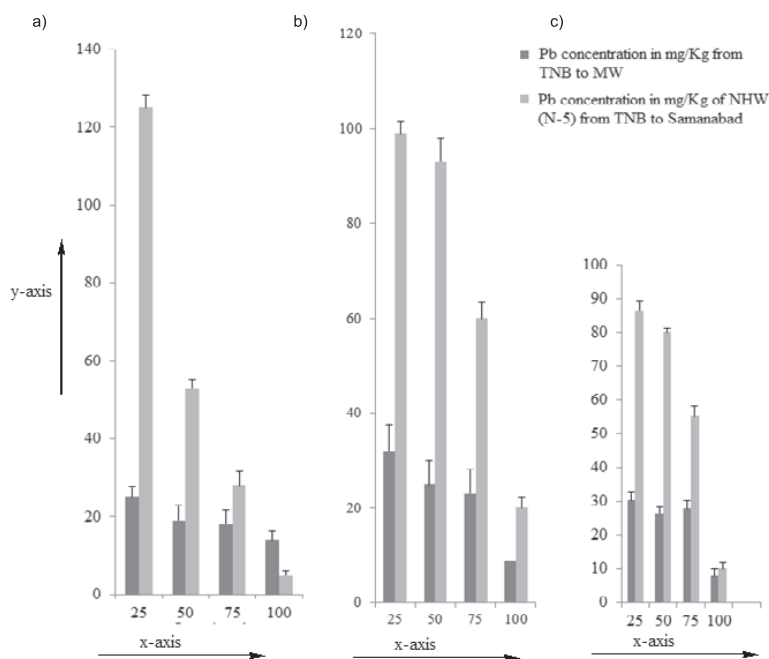 a)
140
120
100
80
60
40
20
0
25 50 75 100
y-axis
x-axis
b)
120
100
80
60
40
20
0
25 50 75 100
x-axis
c)
Pb concentration in mg/Kg from
TNB to MW
Pb concentration in mg/Kg of NHW
(N-5) from TNB to Samanabad
100
90
80
70
60
50
40
30
20
10
0
25 50 75 100
x-axis